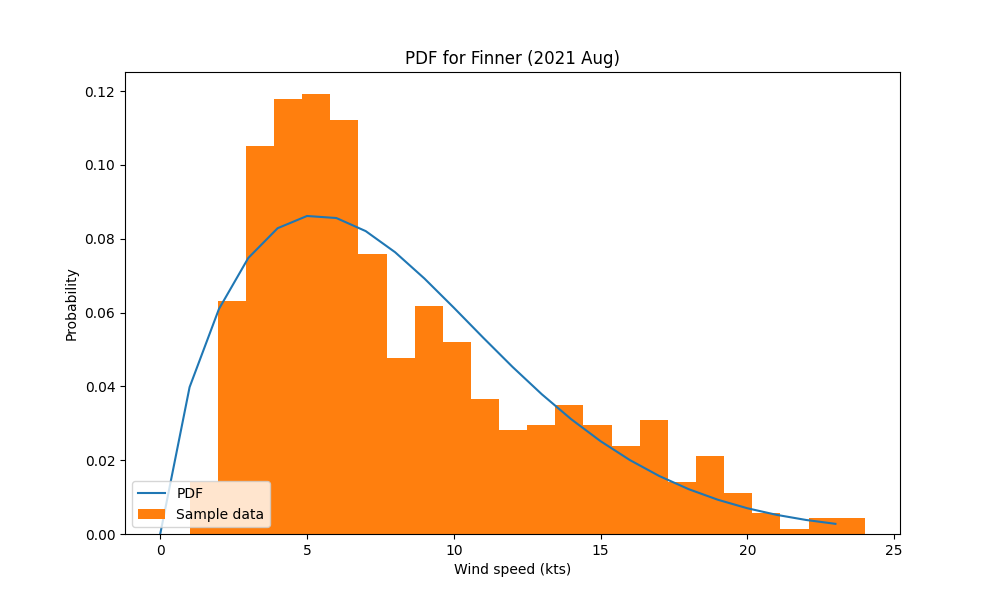 PDF for Finner (2021 Aug)
0.12
0.10
0.08
0.06
0.04
0.02
0.00
Probability
PDF
Sample data
0 5 10 15 20 25
Wind speed (kts)